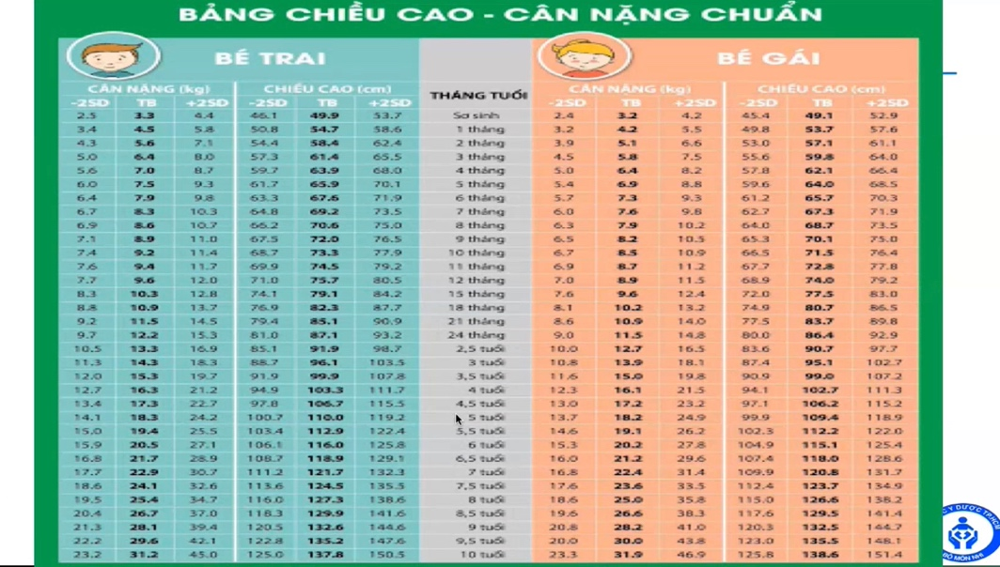 BẢNG CHIỀU CAO - CÂN NẶNG CHUẨN
BÉ TRAI BÉ GÁI
CÂN NẶNG (kg) CHIỀU CAO (cm) THÁNG TUỔI CÂN NẶNG (kg) CHIỀU CAO (cm)
-2SD TB +2SD -2SD TB +2SD -2SD TB +2SD -2SD TB +2SD
2.5 3.3 4.4 46.1 49.9 53.7 Sơ sinh 2.4 3.2 4.2 45.4 49.1 52.9
3.4 4.5 5.8 50.8 54.7 58.6 1 tháng 3.2 4.2 5.5 49.8 53.7 57.6
4.3 5.6 7.1 54.4 58.4 62.4 2 tháng 3.9 5.1 6.6 53.0 57.1 61.1
5.0 6.4 8.0 57.3 61.4 65.5 3 tháng 4.5 5.8 7.5 55.6 59.8 64.0
5.6 7.0 8.7 59.7 63.9 68.0 4 tháng 5.0 6.4 8.2 57.8 62.1 66.4
6.0 7.5 9.3 61.7 65.9 70.1 5 tháng 5.4 6.9 8.8 59.6 64.0 68.5
6.4 7.9 9.8 63.3 67.6 71.9 6 tháng 5.7 7.3 9.3 61.2 65.7 70.3
6.7 8.3 10.3 64.8 69.2 73.5 7 tháng 6.0 7.6 9.8 62.7 67.3 71.9
6.9 8.6 10.7 66.2 70.6 75.0 8 tháng 6.3 7.9 10.2 64.0 68.7 73.5
7.1 8.9 11.0 67.5 72.0 76.5 9 tháng 6.5 8.2 10.5 65.3 70.1 75.0
7.4 9.2 11.4 68.7 73.3 77.9 10 tháng 6.7 8.5 10.9 66.5 71.5 76.4
7.6 9.4 11.7 69.9 74.5 79.2 11 tháng 6.9 8.7 11.2 67.7 72.8 77.8
7.7 9.6 12.0 71.0 75.7 80.5 12 tháng 7.0 8.9 11.5 68.9 74.0 79.2
8.3 10.3 12.8 74.1 79.1 84.2 15 tháng 7.6 9.6 12.4 72.0 77.5 83.0
8.8 10.9 13.7 76.9 82.3 87.7 18 tháng 8.1 10.2 13.2 74.9 80.7 86.5
9.2 11.5 14.5 79.4 85.1 90.9 21 tháng 8.6 10.9 14.0 77.5 83.7 89.8
9.7 12.2 15.3 81.0 87.1 93.2 24 tháng 9.0 11.5 14.8 80.0 86.4 92.9
10.5 13.3 16.9 85.1 91.9 98.7 2,5 tuổi 10.0 12.7 16.5 83.6 90.7 97.7
11.3 14.3 18.3 88.7 96.1 103.5 3 tuổi 10.8 13.9 18.1 87.4 95.1 102.7
12.0 15.3 19.7 91.9 99.9 107.8 3,5 tuổi 11.6 15.0 19.8 90.9 99.0 107.2
12.7 16.3 21.2 94.9 103.3 111.7 4 tuổi 12.3 16.1 21.5 94.1 102.7 111.3
13.4 17.3 22.7 97.8 106.7 115.5 4,5 tuổi 13.0 17.2 23.2 97.1 106.2 115.2
14.1 18.3 24.2 100.7 110.0 119.2 5 tuổi 13.7 18.2 24.9 99.9 109.4 118.9
15.0 19.4 25.5 103.4 112.9 122.4 5,5 tuổi 14.6 19.1 26.2 102.3 112.2 122.0
15.9 20.5 27.1 106.1 116.0 125.8 6 tuổi 15.3 20.2 27.8 104.9 115.1 125.4
16.8 21.7 28.9 108.7 118.9 129.1 6,5 tuổi 16.0 21.2 29.6 107.4 118.0 128.6
17.7 22.9 30.7 111.2 121.7 132.3 7 tuổi 16.8 22.4 31.4 109.9 120.8 131.7
18.6 24.1 32.6 113.6 124.5 135.5 7,5 tuổi 17.6 23.6 33.5 112.4 123.7 134.9
19.5 25.4 34.7 116.0 127.3 138.6 8 tuổi 18.6 25.0 35.8 115.0 126.6 138.2
20.4 26.7 37.0 118.3 129.9 141.6 8,5 tuổi 19.6 26.6 38.3 117.6 129.5 141.4
21.3 28.1 39.4 120.5 132.6 144.6 9 tuổi 20.8 28.2 41.0 120.3 132.5 144.7
22.2 29.6 42.1 122.8 135.2 147.6 9,5 tuổi 20.0 30.0 43.8 123.0 135.5 148.1
23.2 31.2 45.0 125.0 137.8 150.5 10 tuổi 23.3 31.9 46.9 125.8 138.6 151.4
Y DƯỢC TPHCM
BỘ MÔN NHI